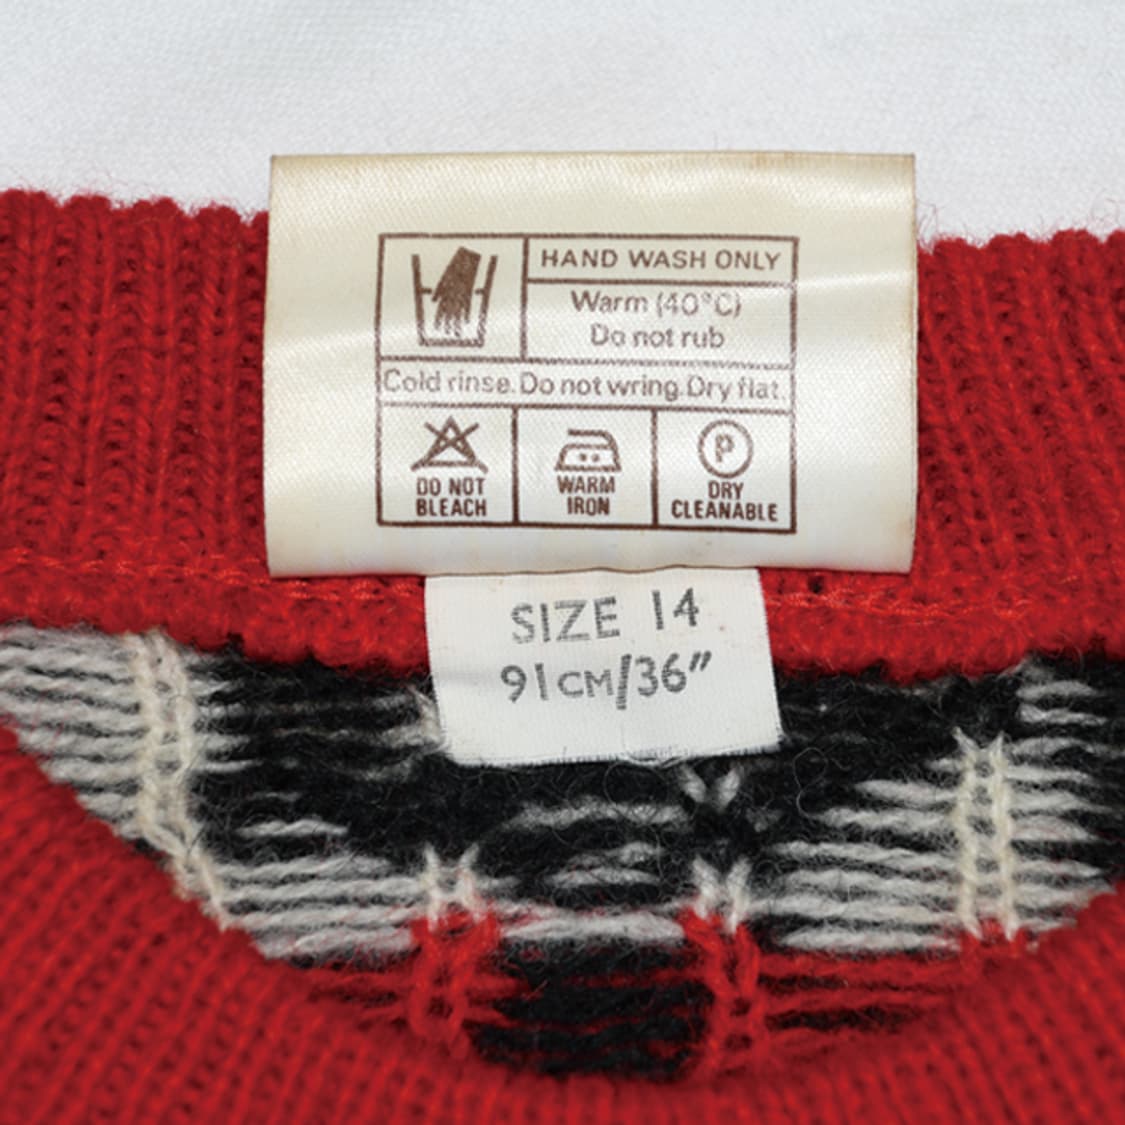 HAND WASH ONLY
Warm (40°C)
Do not rub
Cold rinse. Do not wring. Dry flat.
DO NOT
BLEACH
WARM
IRON
P
DRY
CLEANABLE
SIZE 14
91CM/36”